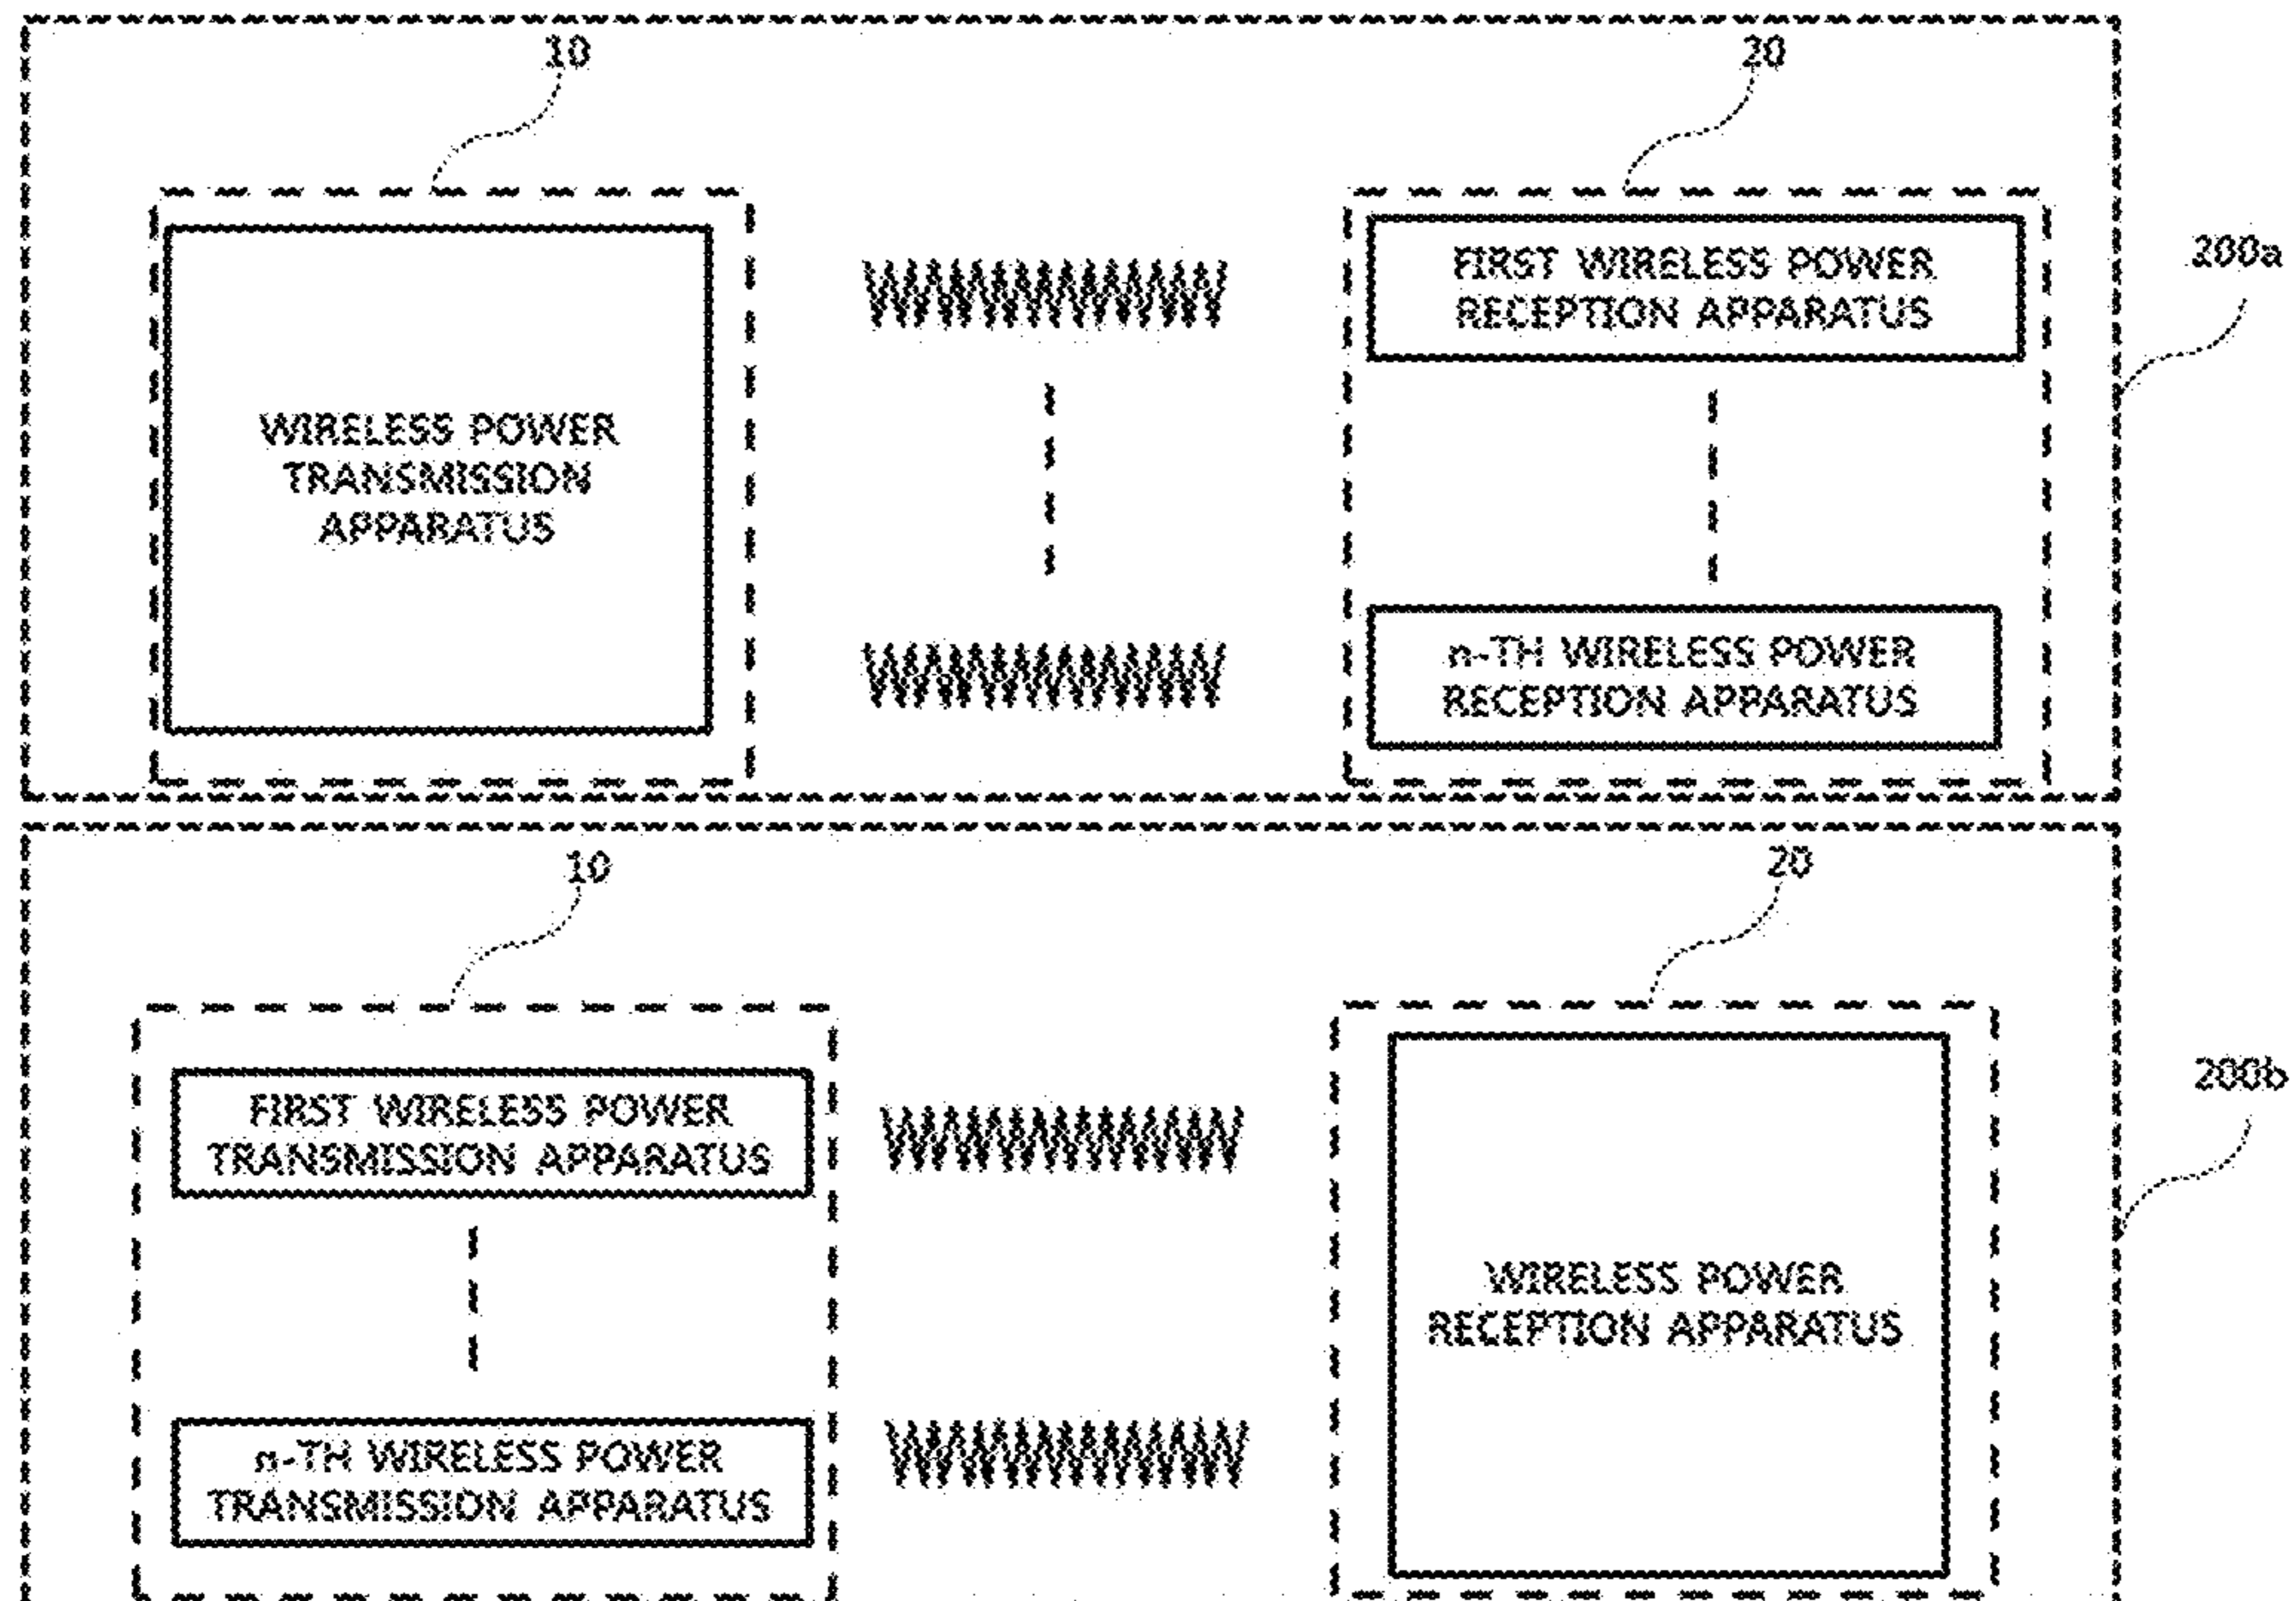 10
20
FIRST WIRELESS POWER
RECEPTION APPARATUS
200a
WIRELESS POWER
TRANSMISSION
APPARATUS
n-TH WIRELESS POWER
RECEPTION APPARATUS
10
20
FIRST WIRELESS POWER
TRANSMISSION APPARATUS
200b
WIRELESS POWER
RECEPTION APPARATUS
n-TH WIRELESS POWER
TRANSMISSION APPARATUS